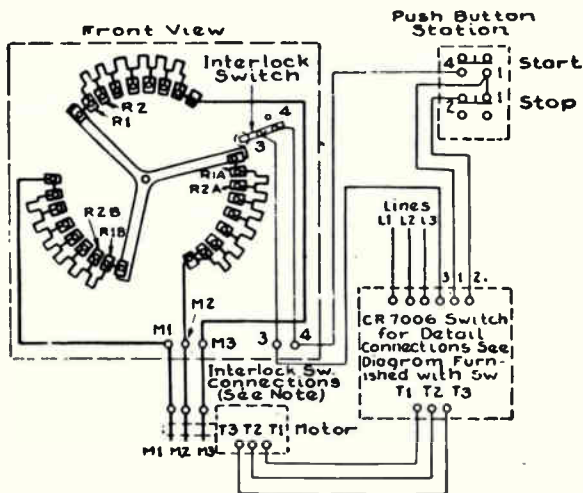 Front View
Push Button
Station
Interlock
Switch
R2
R1
4
3
R1A
R2A
R2B
R1B
4
1
Start
2
1
Stop
Lines
L1 L2 L3
3 1 2.
M2
M1
M3
3
4
CR 7006 Switch
for Detail
Connections See
Diagram Furn-
ished with Sw
T1 T2 T3
Interlock Sw.
Connections
(See Note)
T3 T2 T1
Motor
M1 M2 M3